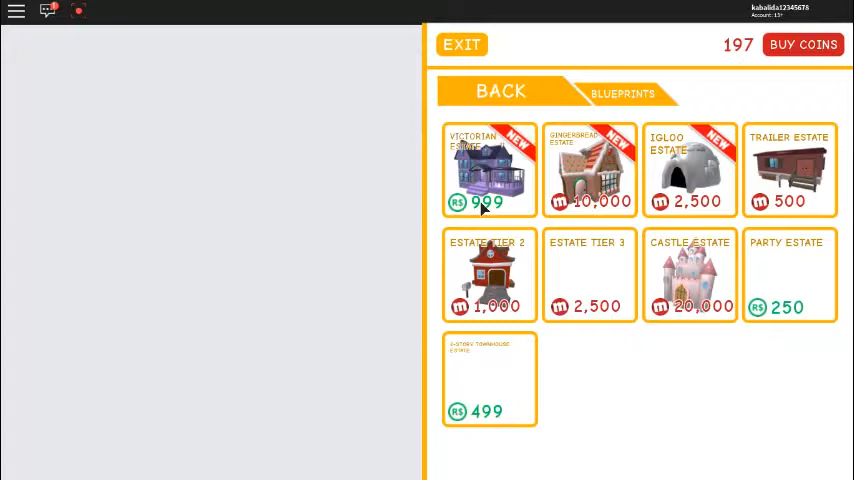 kabalida12345678
Account: 13+
EXIT
197
BUY COINS
BACK
BLUEPRINTS
VICTORIAN
ESTATE
NEW
R$ 999
GINGERBREAD
ESTATE
NEW
m 10,000
IGLOO
ESTATE
NEW
m 2,500
TRAILER ESTATE
m 500
ESTATE TIER 2
m 1,000
ESTATE TIER 3
m 2,500
CASTLE ESTATE
m 20,000
PARTY ESTATE
R$ 250
TOWNHOUSE
ESTATE
R$ 499